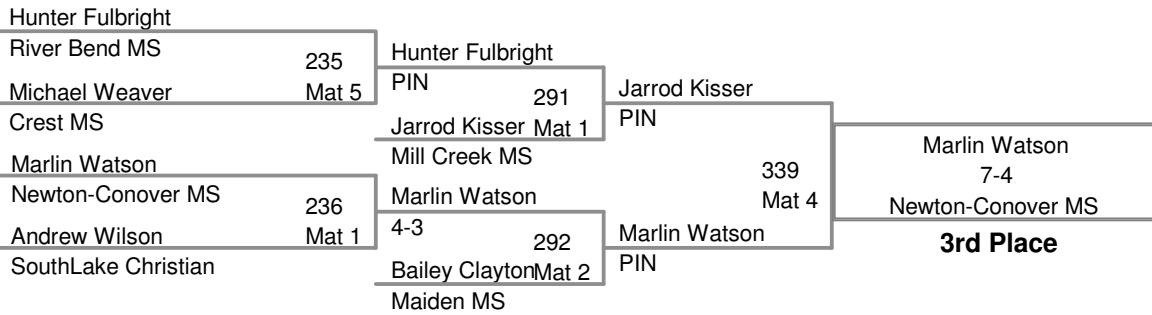 Hunter Fulbright
River Bend MS
235
Michael Weaver
Mat 5
Crest MS
Marlin Watson
Newton-Conover MS
236
Andrew Wilson
Mat 1
SouthLake Christian
Hunter Fulbright
PIN
291
Jarrod Kisser
Mat 1
Mill Creek MS
Marlin Watson
4-3
292
Bailey Clayton
Mat 2
Maiden MS
Jarrod Kisser
PIN
339
Mat 4
Marlin Watson
PIN
Marlin Watson
7-4
Newton-Conover MS
3rd Place